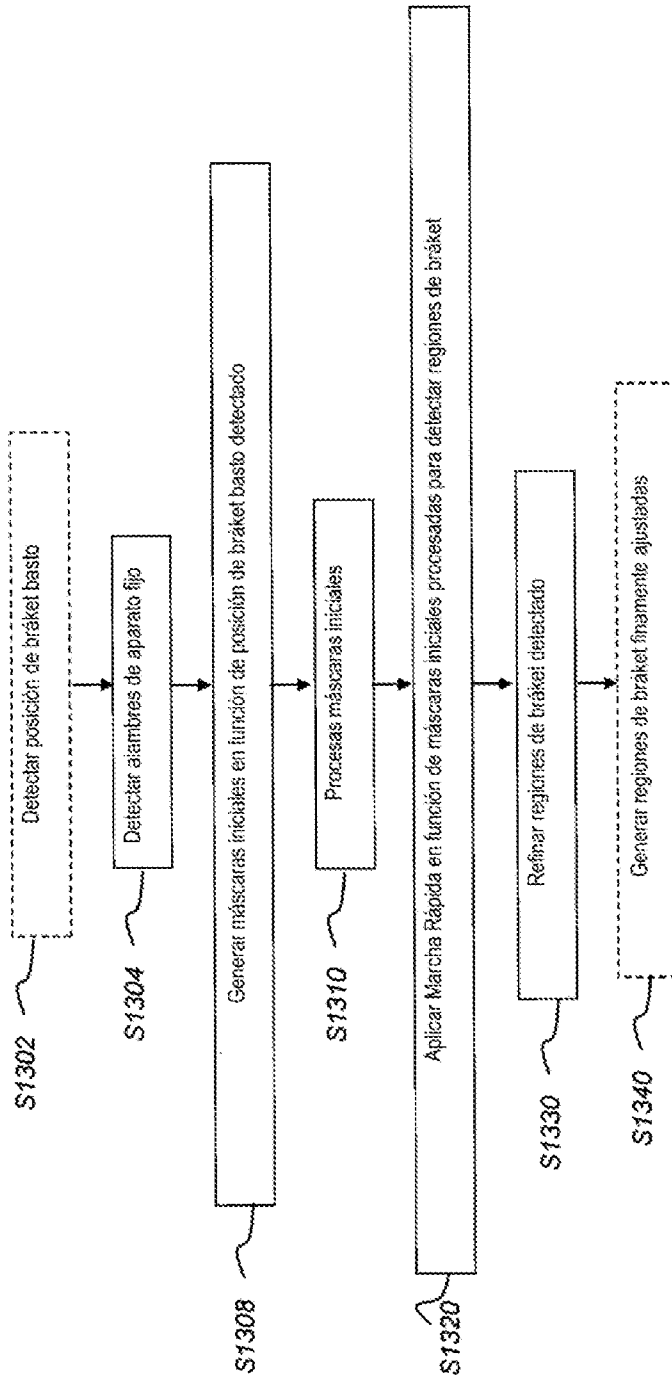 Detectar posición de bráket basto
S1302
Detectar alambres de aparato fijo
S1304
Generar máscaras iniciales en función de posición de bráket basto detectado
S1308
Procesas máscaras iniciales
S1310
Aplicar Marcha Rápida en función de máscaras iniciales procesadas para detectar regiones de bráket
S1320
Refinar regiones de bráket detectado
S1330
Generar regiones de bráket finamente ajustadas
S1340